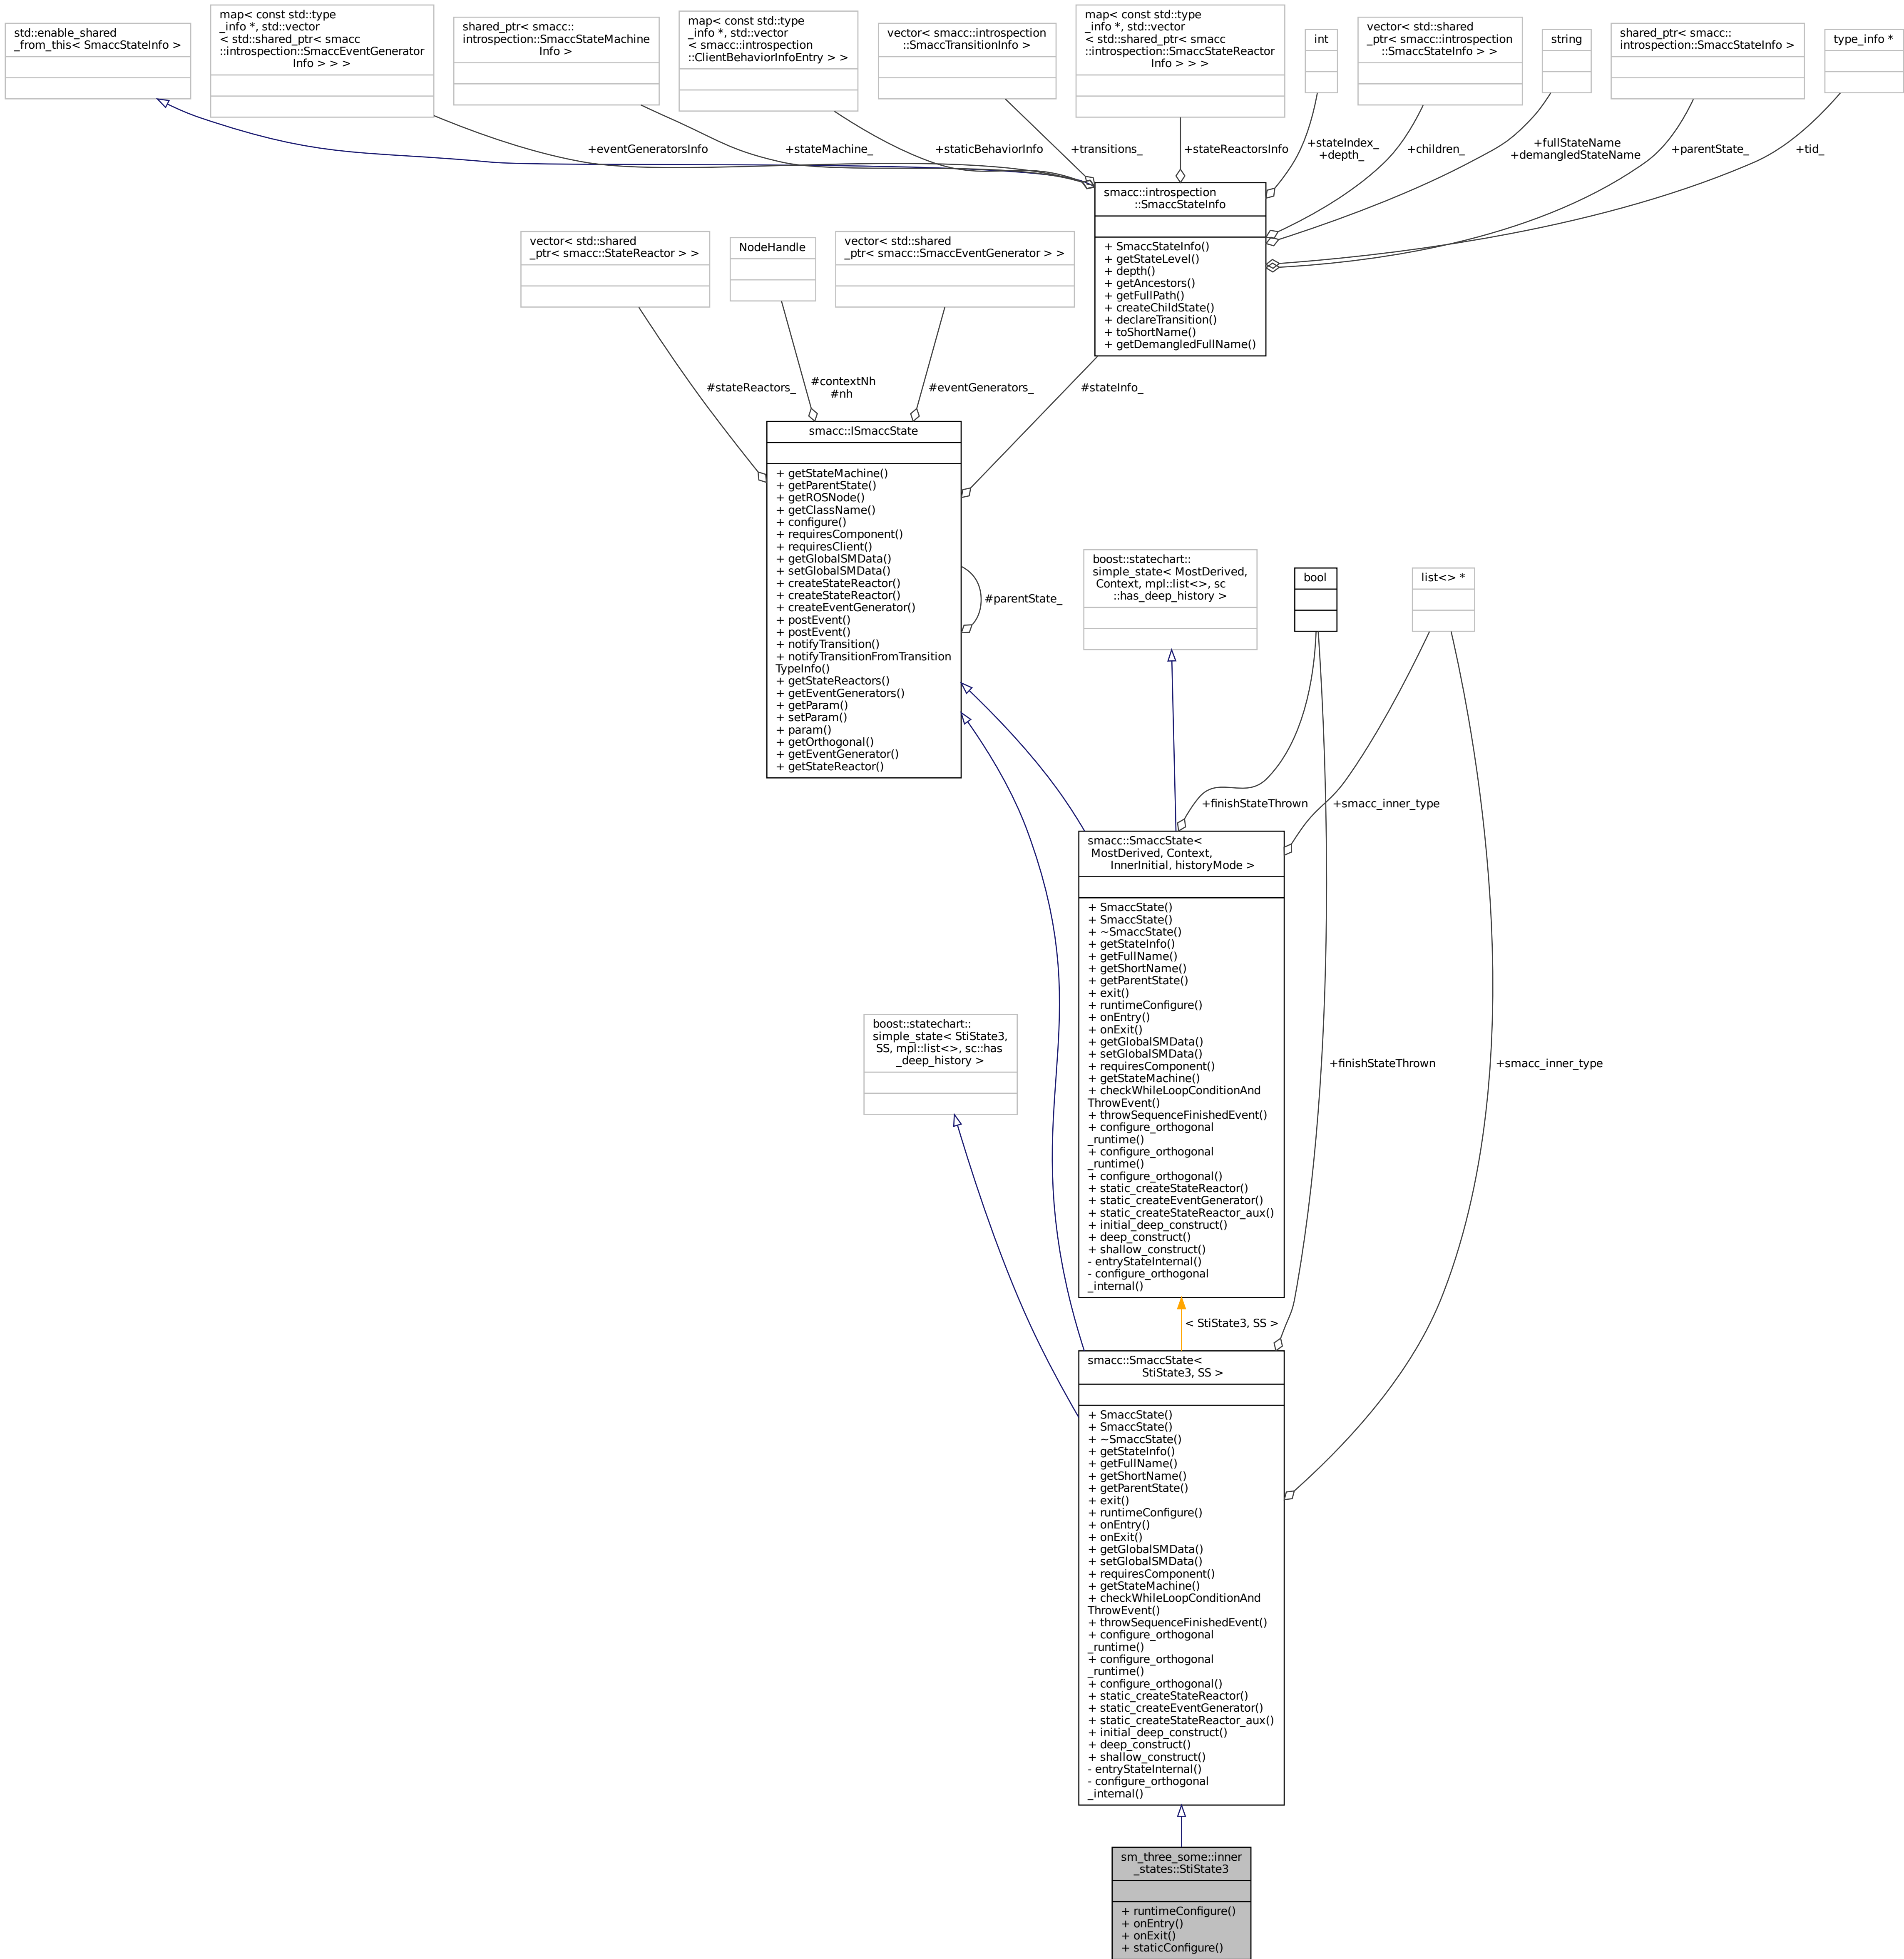 std::enable_shared
_from_this< SmaccStateInfo >
map< const std::type
_info *, std::vector
< std::shared_ptr< smacc
::introspection::SmaccEventGenerator
Info > > >
shared_ptr< smacc::
introspection::SmaccStateMachine
Info >
map< const std::type
_info *, std::vector
< smacc::introspection
::ClientBehaviorInfoEntry > >
vector< smacc::introspection
::SmaccTransitionInfo >
map< const std::type
_info *, std::vector
< std::shared_ptr< smacc
::introspection::SmaccStateReactor
Info > > >
int
vector< std::shared
_ptr< smacc::introspection
::SmaccStateInfo > >
string
shared_ptr< smacc::
introspection::SmaccStateInfo >
type_info *
+eventGeneratorsInfo
+stateMachine_
+staticBehaviorInfo
+transitions_
+stateReactorsInfo
+stateIndex_
+depth_
+children_
+fullStateName
+demangledStateName
+parentState_
+tid_
smacc::introspection
::SmaccStateInfo
+ SmaccStateInfo()
+ getStateLevel()
+ depth()
+ getAncestors()
+ getFullPath()
+ createChildState()
+ declareTransition()
+ toShortName()
+ getDemangledFullName()
vector< std::shared
_ptr< smacc::StateReactor > >
NodeHandle
vector< std::shared
_ptr< smacc::SmaccEventGenerator > >
#stateReactors_
#contextNh
#nh
#eventGenerators_
#stateInfo_
smacc::ISmaccState
+ getStateMachine()
+ getParentState()
+ getROSNode()
+ getClassName()
+ configure()
+ requiresComponent()
+ requiresClient()
+ getGlobalSMData()
+ setGlobalSMData()
+ createStateReactor()
+ createStateReactor()
+ createEventGenerator()
+ postEvent()
+ postEvent()
+ notifyTransition()
+ notifyTransitionFromTransition
TypeInfo()
+ getStateReactors()
+ getEventGenerators()
+ getParam()
+ setParam()
+ param()
+ getOrthogonal()
+ getEventGenerator()
+ getStateReactor()
#parentState_
boost::statechart::
simple_state< MostDerived,
Context, mpl::list<>, sc
::has_deep_history >
bool
list<> *
+finishStateThrown
+smacc_inner_type
smacc::SmaccState<
MostDerived, Context,
InnerInitial, historyMode >
+ SmaccState()
+ SmaccState()
+ ~SmaccState()
+ getStateInfo()
+ getFullName()
+ getShortName()
+ getParentState()
+ exit()
+ runtimeConfigure()
+ onEntry()
+ onExit()
+ getGlobalSMData()
+ setGlobalSMData()
+ requiresComponent()
+ getStateMachine()
+ checkWhileLoopConditionAnd
ThrowEvent()
+ throwSequenceFinishedEvent()
+ configure_orthogonal
_runtime()
+ configure_orthogonal
_runtime()
+ configure_orthogonal()
+ static_createStateReactor()
+ static_createEventGenerator()
+ static_createStateReactor_aux()
+ initial_deep_construct()
+ deep_construct()
+ shallow_construct()
- entryStateInternal()
- configure_orthogonal
_internal()
boost::statechart::
simple_state< StiState3,
SS, mpl::list<>, sc::has
_deep_history >
+finishStateThrown
+smacc_inner_type
< StiState3, SS >
smacc::SmaccState<
StiState3, SS >
+ SmaccState()
+ SmaccState()
+ ~SmaccState()
+ getStateInfo()
+ getFullName()
+ getShortName()
+ getParentState()
+ exit()
+ runtimeConfigure()
+ onEntry()
+ onExit()
+ getGlobalSMData()
+ setGlobalSMData()
+ requiresComponent()
+ getStateMachine()
+ checkWhileLoopConditionAnd
ThrowEvent()
+ throwSequenceFinishedEvent()
+ configure_orthogonal
_runtime()
+ configure_orthogonal
_runtime()
+ configure_orthogonal()
+ static_createStateReactor()
+ static_createEventGenerator()
+ static_createStateReactor_aux()
+ initial_deep_construct()
+ deep_construct()
+ shallow_construct()
- entryStateInternal()
- configure_orthogonal
_internal()
sm_three_some::inner
_states::StiState3
+ runtimeConfigure()
+ onEntry()
+ onExit()
+ staticConfigure()